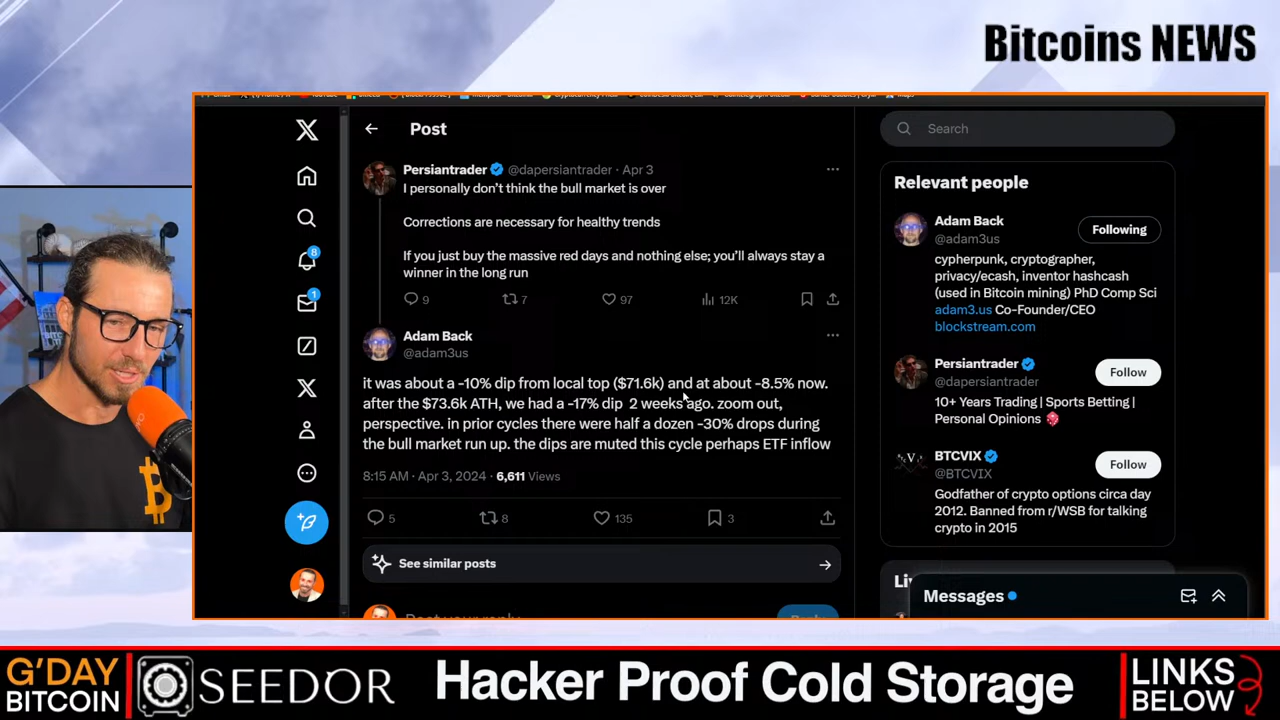 Bitcoins NEWS
Post
Search
Persiantrader @dapersiantrader · Apr 3
I personally don't think the bull market is over
Corrections are necessary for healthy trends
If you just buy the massive red days and nothing else; you'll always stay a
winner in the long run
9 7 97 12K
Adam Back
@adam3us
it was about a -10% dip from local top ($71.6k) and at about -8.5% now.
after the $73.6k ATH, we had a -17% dip 2 weeks ago. zoom out,
perspective. in prior cycles there were half a dozen -30% drops during
the bull market run up. the dips are muted this cycle perhaps ETF inflow
8:15 AM · Apr 3, 2024 · 6,611 Views
5 8 135 3
See similar posts
8
1
Relevant people
Adam Back
@adam3us
Following
cypherpunk, cryptographer,
privacy/ecash, inventor hashcash
(used in Bitcoin mining) PhD Comp Sci
adam3.us Co-Founder/CEO
blockstream.com
Persiantrader
@dapersiantrader
Follow
10+ Years Trading | Sports Betting |
Personal Opinions
BTCVIX
@BTCVIX
Follow
Godfather of crypto options circa day
2012. Banned from r/WSB for talking
crypto in 2015
Messages
G'DAY
BITCOIN
SEEDOR
Hacker Proof Cold Storage
LINKS
BELOW